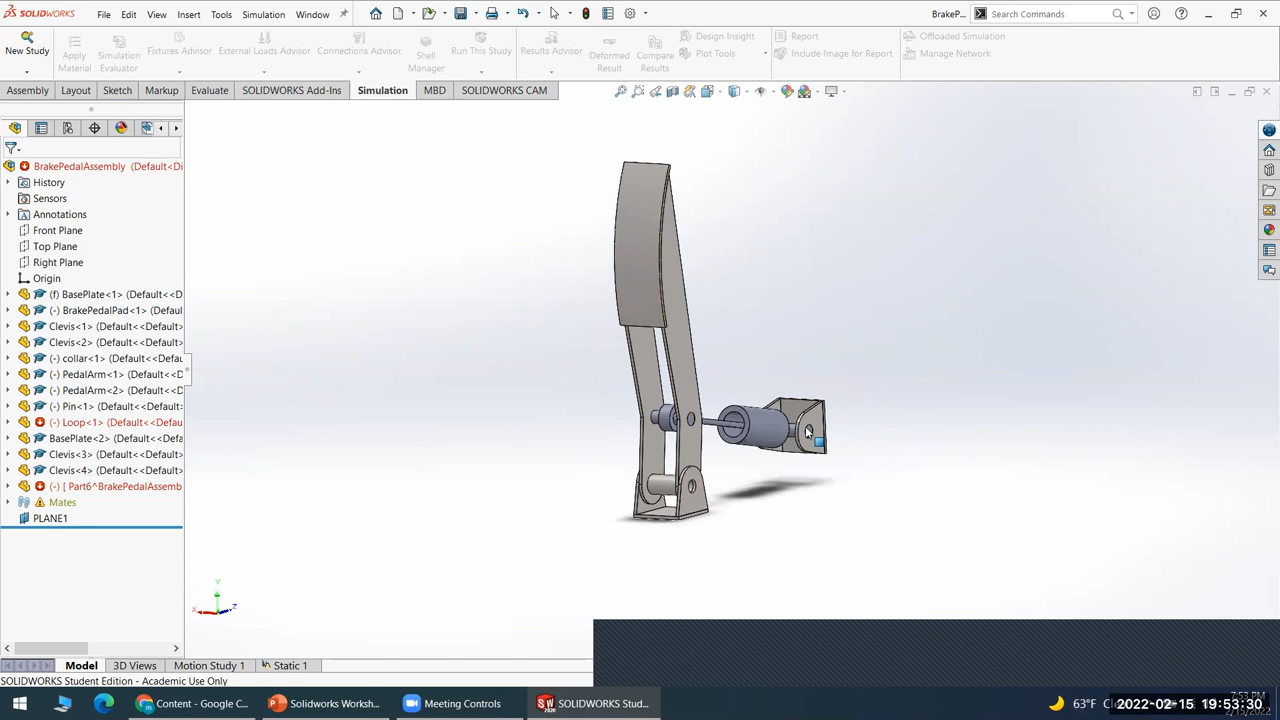 SOLIDWORKS File Edit View Insert Tools Simulation Window BrakeP... Search Commands
New Study
Apply Material
Simulation Evaluator
Fixtures Advisor
External Loads Advisor
Connections Advisor
Shell Manager
Run This Study
Results Advisor
Deformed Result
Compare Results
Design Insight
Plot Tools
Report
Include Image for Report
Offloaded Simulation
Manage Network
Assembly Layout Sketch Markup Evaluate SOLIDWORKS Add-Ins Simulation MBD SOLIDWORKS CAM
BrakePedalAssembly (Default<Di
History
Sensors
Annotations
Front Plane
Top Plane
Right Plane
Origin
(f) BasePlate<1> (Default<<D
(-) BrakePedalPad<1> (Default
Clevis<1> (Default<<Default>
Clevis<2> (Default<<Default>
(-) collar<1> (Default<<Defau
(-) PedalArm<1> (Default<<D
(-) PedalArm<2> (Default<<D
(-) Pin<1> (Default<<Default>
(-) Loop<1> (Default<<Defau
BasePlate<2> (Default<<Defa
Clevis<3> (Default<<Default>
Clevis<4> (Default<<Default>
(-) [ Part6^BrakePedalAssemb
Mates
PLANE1
Y
X
Z
Model 3D Views Motion Study 1 Static 1
SOLIDWORKS Student Edition - Academic Use Only
Content - Google C... Solidworks Worksh... Meeting Controls SOLIDWORKS Stud... 63°F
2022-02-15 19:53:30